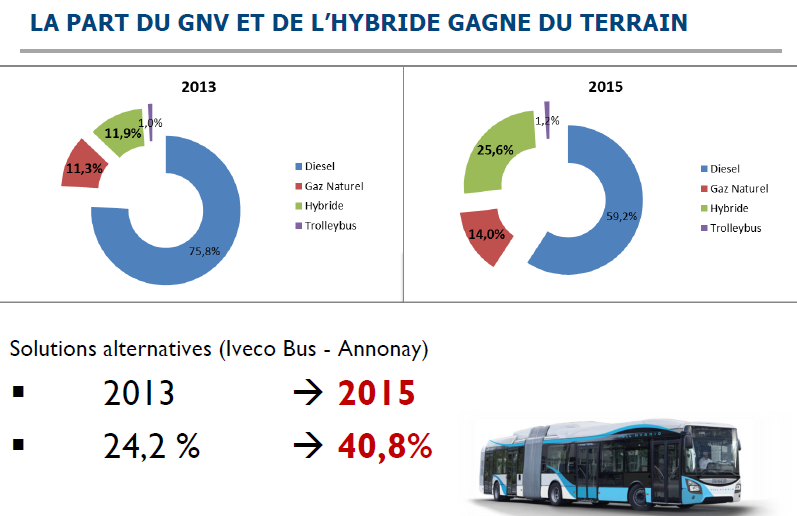 LA PART DU GNV ET DE L’HYBRIDE GAGNE DU TERRAIN
2013
1,0%
11,9%
11,3%
75,8%
Diesel
Gaz Naturel
Hybride
Trolleybus
2015
1,2%
25,6%
14,0%
59,2%
Diesel
Gaz Naturel
Hybride
Trolleybus
Solutions alternatives (Iveco Bus - Annonay)
▪ 2013 → 2015
▪ 24,2 % → 40,8%